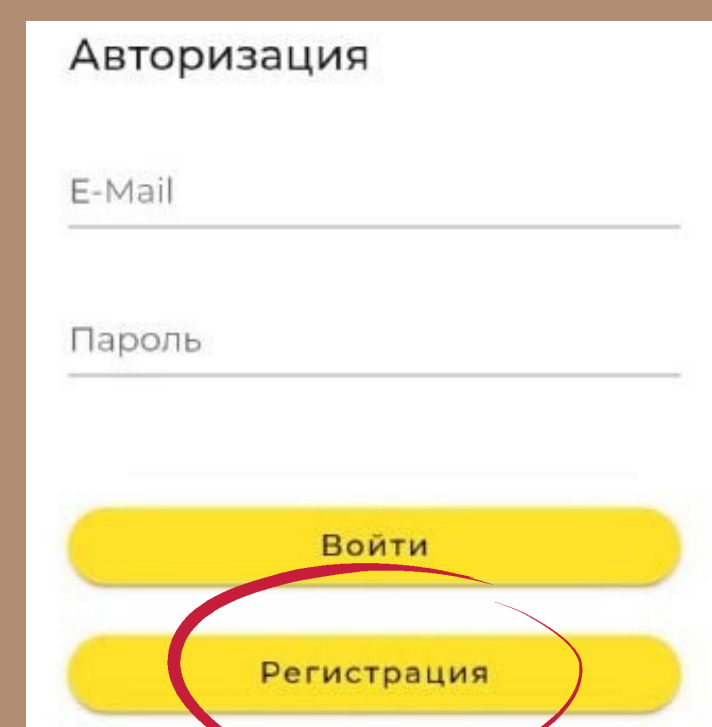 Авторизация
E-Mail
Пароль
Войти
Регистрация